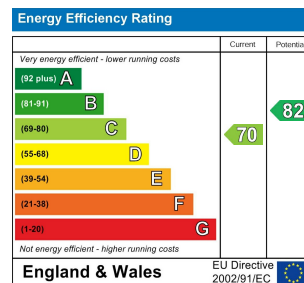 Energy Efficiency Rating
Current Potentia
Very energy efficient - lower running costs
(92 plus) A
(81-91) B
(69-80) C
(55-68) D
(39-54) E
(21-38) F
(1-20) G
70
82
Not energy efficient - higher running costs
England & Wales
EU Directive
2002/91/EC